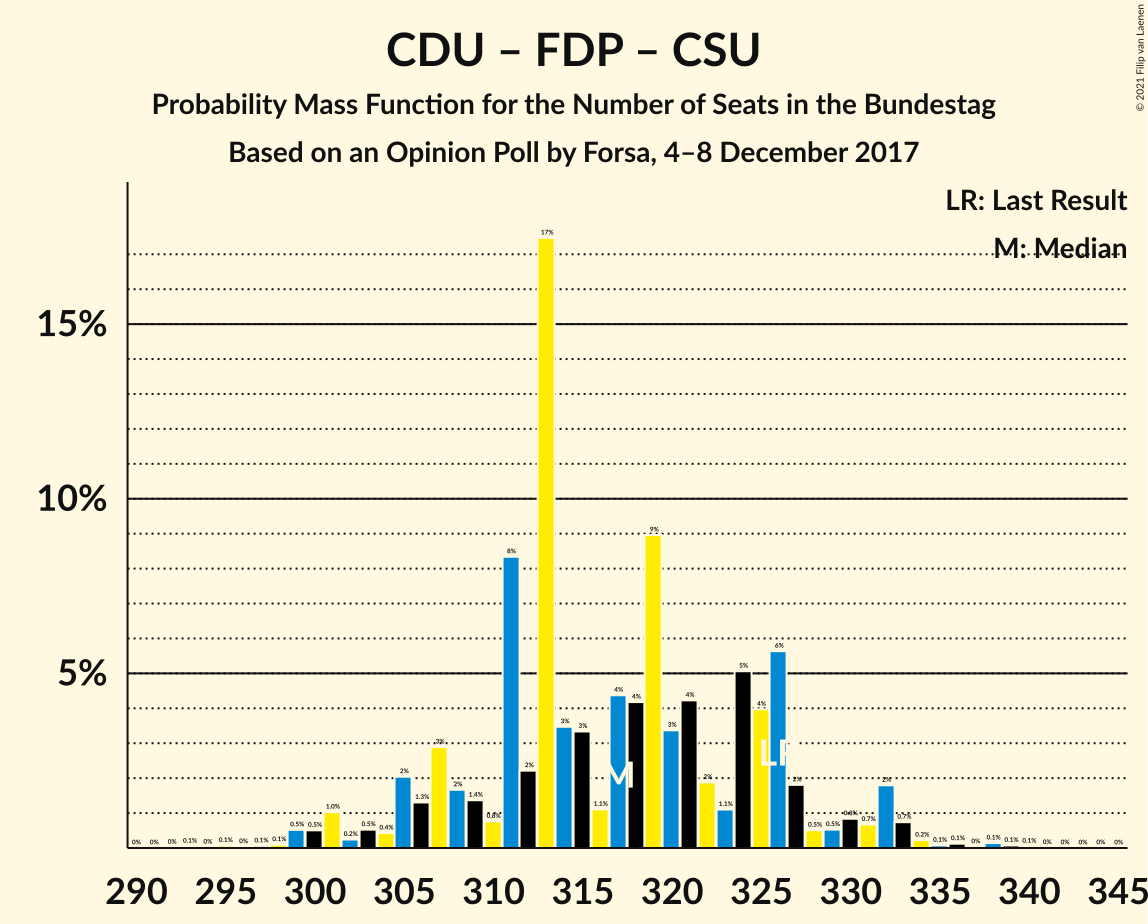 CDU – FDP – CSU
Probability Mass Function for the Number of Seats in the Bundestag
Based on an Opinion Poll by Forsa, 4–8 December 2017
© 2021 Filip van Laenen
LR: Last Result
M: Median
15%
10%
5%
0% 0% 0% 0.1% 0% 0.1% 0% 0.1% 0.1% 0.5% 0.5% 1.0% 0.2% 0.5% 0.4% 2% 1.3% 3% 2% 1.4% 0.8% 8% 2% 17% 3% 3% 1.1% 4% 4% 9% 3% 4% 2% 1.1% 5% 4% 6% 2% 0.5% 0.5% 0.8% 0.7% 2% 0.7% 0.2% 0.1% 0.1% 0% 0.1% 0.1% 0.1% 0% 0% 0% 0% 0%
M
LR
290 295 300 305 310 315 320 325 330 335 340 345